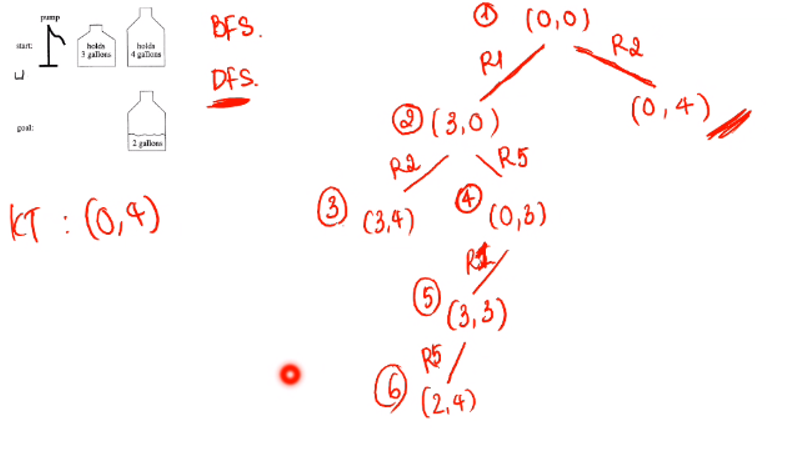 pump
start:
holds
3 gallons
holds
4 gallons
goal:
2 gallons
BFS.
DFS.
KT : (0,4)
① (0,0)
R1 R2
② (3,0) (0,4)
R2 R5
③ (3,4) ④ (0,3)
R1
⑤ (3,3)
R5
⑥ (2,4)